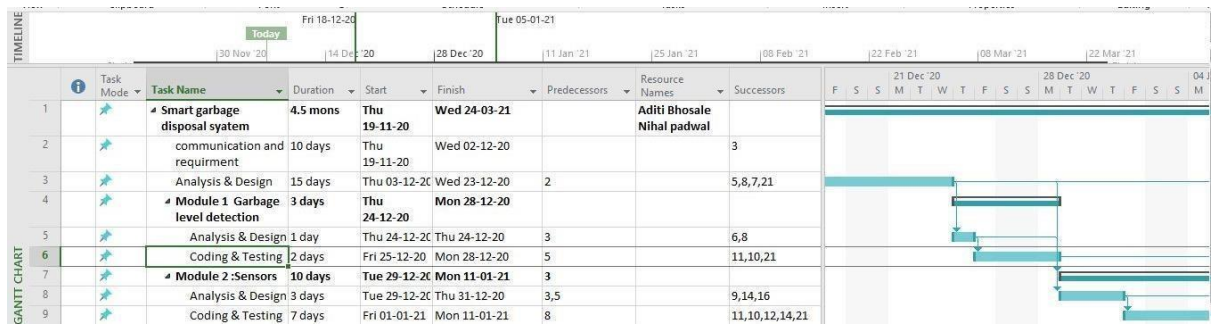 Fri 18-12-20 Tue 05-01-21
TIMELINE
Today
30 Nov '20 14 Dec '20 28 Dec '20 11 Jan '21 25 Jan '21 08 Feb '21 22 Feb '21 08 Mar '21 22 Mar '21
Task Mode Task Name Duration Start Finish Predecessors Resource Names Successors
21 Dec '20 28 Dec '20
F S S M T W T F S S M T W T F S S M
1 Smart garbage disposal syatem 4.5 mons Thu 19-11-20 Wed 24-03-21 Aditi Bhosale Nihal padwal
2 communication and requirment 10 days Thu 19-11-20 Wed 02-12-20 3
3 Analysis & Design 15 days Thu 03-12-20 Wed 23-12-20 2 5,8,7,21
4 Module 1 Garbage level detection 3 days Thu 24-12-20 Mon 28-12-20
5 Analysis & Design 1 day Thu 24-12-20 Thu 24-12-20 3 6,8
6 Coding & Testing 2 days Fri 25-12-20 Mon 28-12-20 5 11,10,21
7 Module 2 :Sensors 10 days Tue 29-12-20 Mon 11-01-21 3
8 Analysis & Design 3 days Tue 29-12-20 Thu 31-12-20 3,5 9,14,16
9 Coding & Testing 7 days Fri 01-01-21 Mon 11-01-21 8 11,10,12,14,21
GANTT CHART